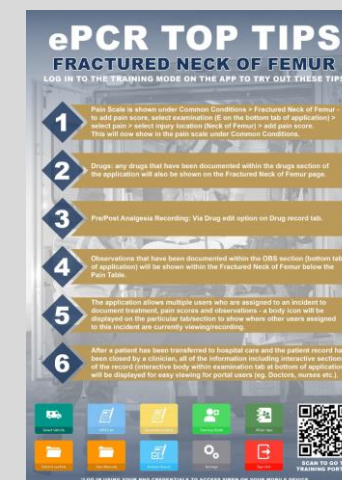 ePCR TOP TIPS
FRACTURED NECK OF FEMUR
LOG IN TO THE TRAINING MODE ON THE APP TO TRY OUT THESE TIPS
1
Pain Scale is shown under Common Conditions > Fractured Neck of Femur -
to add pain score, select examination (E on the bottom tab of application) >
select pain > select injury location (Neck of Femur) > add pain score.
This will now show in the pain scale under Common Conditions.
2
Drugs: any drugs that have been documented within the drugs section of
the application will also be shown on the Fractured Neck of Femur page.
3
Pre/Post Analgesia Recording: Via Drug edit option on Drug record tab.
4
Observations that have been documented within the OBS section (bottom tab
of application) will be shown within the Fractured Neck of Femur below the
Pain Table.
5
The application allows multiple users who are assigned to an incident to
document treatment, pain scores and observations - a body icon will be
displayed on the particular tab/section to show where other users assigned
to this incident are currently viewing/recording.
6
After a patient has been transferred to hospital care and the patient record has
been closed by a clinician, all of the information including interactive sections
of the record (interactive body within examination tab at bottom of application)
will be displayed for easy viewing for portal users (eg. Doctors, nurses etc.).
SCAN TO GO T
TRAINING PORT